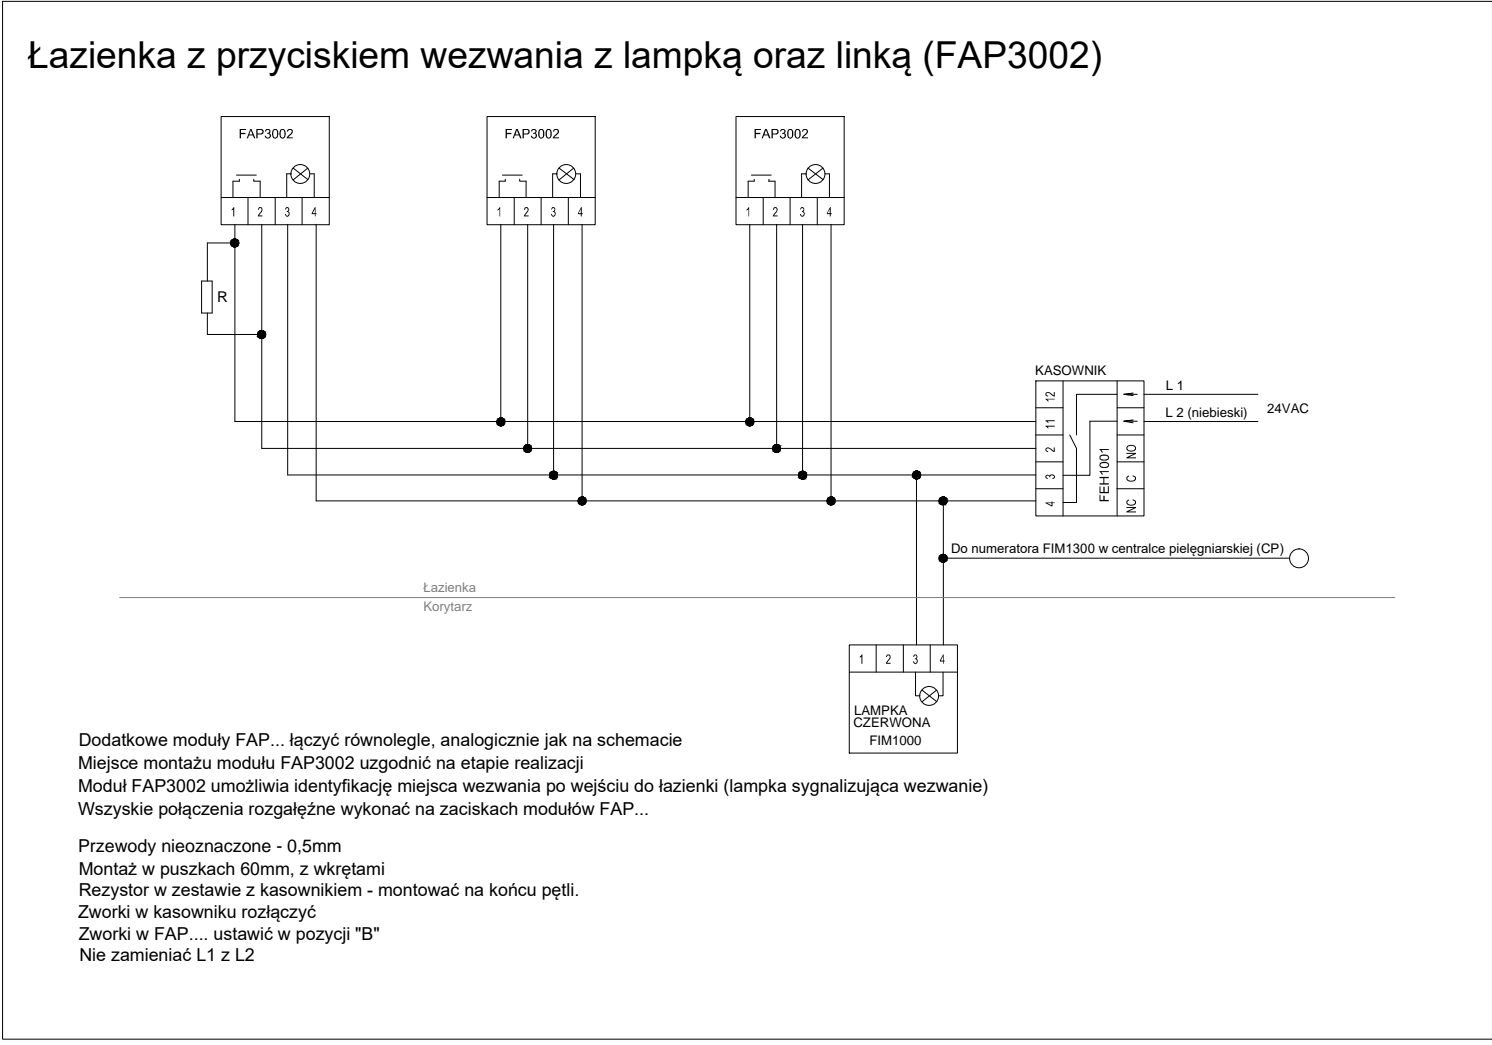 Łazienka z przyciskiem wezwania z lampką oraz linką (FAP3002)
FAP3002
FAP3002
FAP3002
1 2 3 4
1 2 3 4
1 2 3 4
R
KASOWNIK
12
11
2
3
4
FEH1001
NO
C
NC
L 1
L 2 (niebieski)
24VAC
Do numeratora FIM1300 w centralce pielęgniarskiej (CP)
Łazienka
Korytarz
1 2 3 4
LAMPKA
CZERWONA
FIM1000
Dodatkowe moduły FAP... łączyć równolegle, analogicznie jak na schemacie
Miejsce montażu modułu FAP3002 uzgodnić na etapie realizacji
Moduł FAP3002 umożliwia identyfikację miejsca wezwania po wejściu do łazienki (lampka sygnalizująca wezwanie)
Wszyskie połączenia rozgałęźne wykonać na zaciskach modułów FAP...
Przewody nieoznaczone - 0,5mm
Montaż w puszkach 60mm, z wkrętami
Rezystor w zestawie z kasownikiem - montować na końcu pętli.
Zworki w kasowniku rozłączyć
Zworki w FAP.... ustawić w pozycji "B"
Nie zamieniać L1 z L2